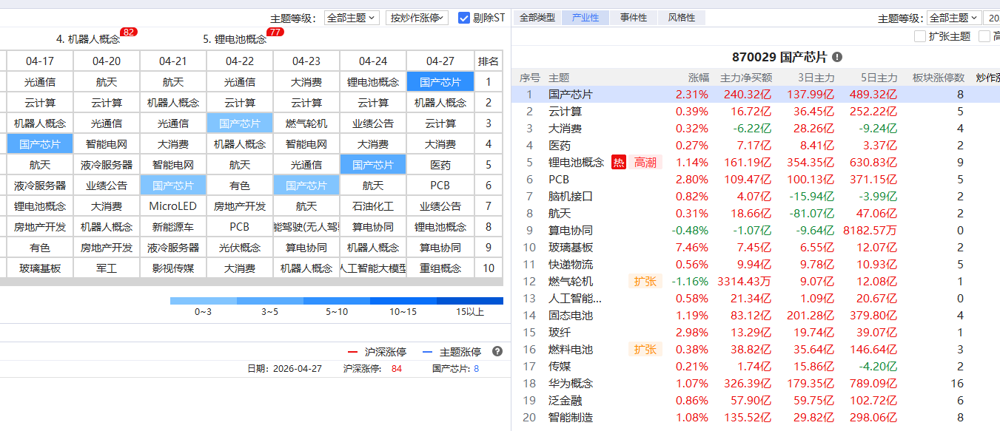 主题等级: 全部主题 按炒作涨停 剔除ST
4. 机器人概念 82 5. 锂电池概念 77
04-17 04-20 04-21 04-22 04-23 04-24 04-27 排名
光通信 航天 航天 光通信 大消费 锂电池概念 国产芯片 1
云计算 云计算 机器人概念 云计算 云计算 云计算 机器人概念 2
机器人概念 光通信 光通信 国产芯片 燃气轮机 业绩公告 云计算 3
国产芯片 智能电网 大消费 机器人概念 智能电网 大消费 大消费 4
航天 液冷服务器 智能电网 航天 光通信 国产芯片 医药 5
液冷服务器 业绩公告 国产芯片 有色 国产芯片 航天 PCB 6
锂电池概念 大消费 MicroLED 房地产开发 航天 石油化工 业绩公告 7
房地产开发 机器人概念 新能源车 PCB 能驾驶(无人驾 算电协同 锂电池概念 8
有色 房地产开发 液冷服务器 光伏概念 算电协同 机器人概念 算电协同 9
玻璃基板 军工 影视传媒 大消费 机器人概念 人工智能大模型 重组概念 10
0~3 3~5 5~10 10~15 15以上
沪深涨停 主题涨停 ?
日期: 2026-04-27 沪深涨停: 84 国产芯片: 8
全部类型 产业性 事件性 风格性 主题等级: 全部主题 20
扩张主题 高
870029 国产芯片 !
序号 主题 涨幅 主力净买额 3日主力 5日主力 板块涨停数 炒作涨
1 国产芯片 2.31% 240.32亿 137.99亿 489.32亿 8
2 云计算 0.39% 16.72亿 36.45亿 252.22亿 5
3 大消费 0.32% -6.22亿 28.26亿 -9.24亿 4
4 医药 0.27% 7.17亿 8.41亿 3.37亿 2
5 锂电池概念 热 高潮 1.14% 161.19亿 354.35亿 630.83亿 9
6 PCB 2.80% 109.47亿 100.13亿 371.15亿 5
7 脑机接口 0.82% 4.07亿 -15.94亿 -3.99亿 2
8 航天 0.31% 18.66亿 -81.07亿 47.06亿 2
9 算电协同 -0.48% -1.07亿 -9.64亿 8182.57万 0
10 玻璃基板 7.46% 7.45亿 6.55亿 12.07亿 2
11 快递物流 0.56% 9.94亿 9.78亿 10.93亿 5
12 燃气轮机 扩张 -1.16% 3314.43万 9.07亿 12.08亿 1
13 人工智能... 0.58% 21.34亿 1.09亿 20.67亿 0
14 固态电池 1.19% 83.12亿 201.28亿 379.80亿 4
15 玻纤 2.98% 13.29亿 19.74亿 39.07亿 1
16 燃料电池 扩张 0.38% 38.82亿 35.64亿 146.64亿 3
17 传媒 0.21% 1.74亿 15.86亿 -4.20亿 2
18 华为概念 1.07% 326.39亿 179.35亿 789.09亿 16
19 泛金融 0.86% 57.90亿 59.75亿 102.72亿 6
20 智能制造 1.08% 135.52亿 29.82亿 298.06亿 8